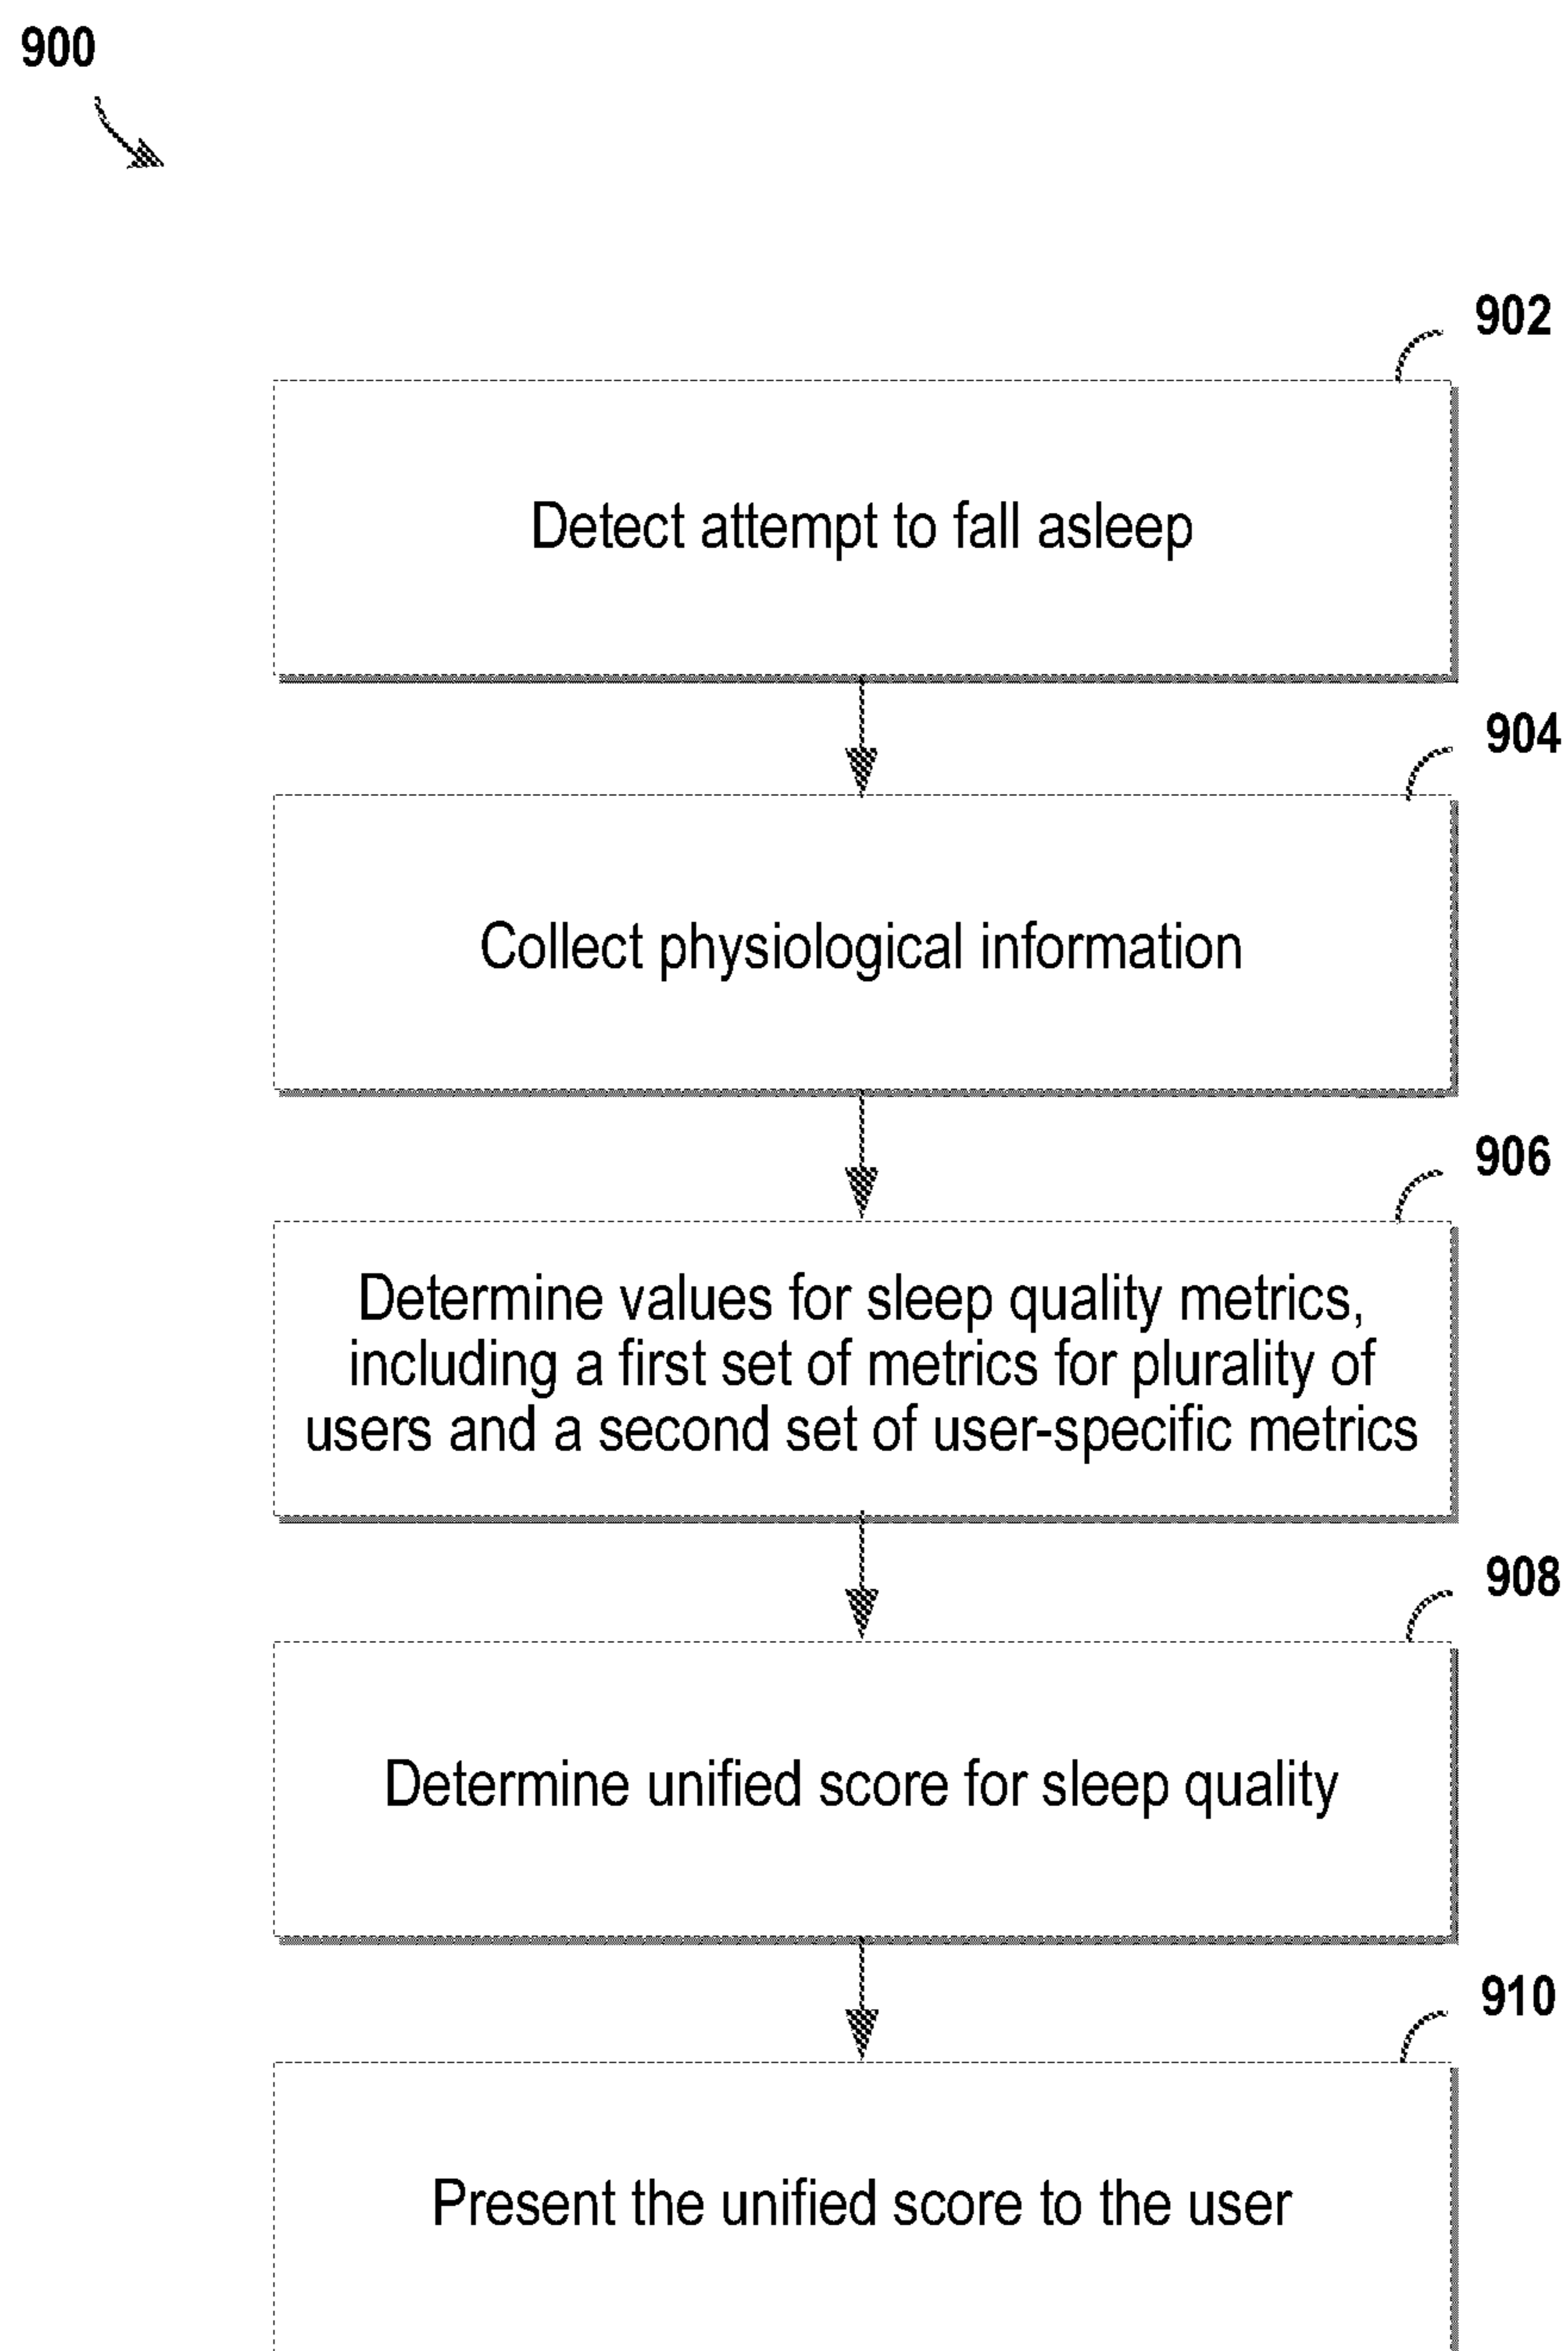 900
902
Detect attempt to fall asleep
904
Collect physiological information
906
Determine values for sleep quality metrics,
including a first set of metrics for plurality of
users and a second set of user-specific metrics
908
Determine unified score for sleep quality
910
Present the unified score to the user